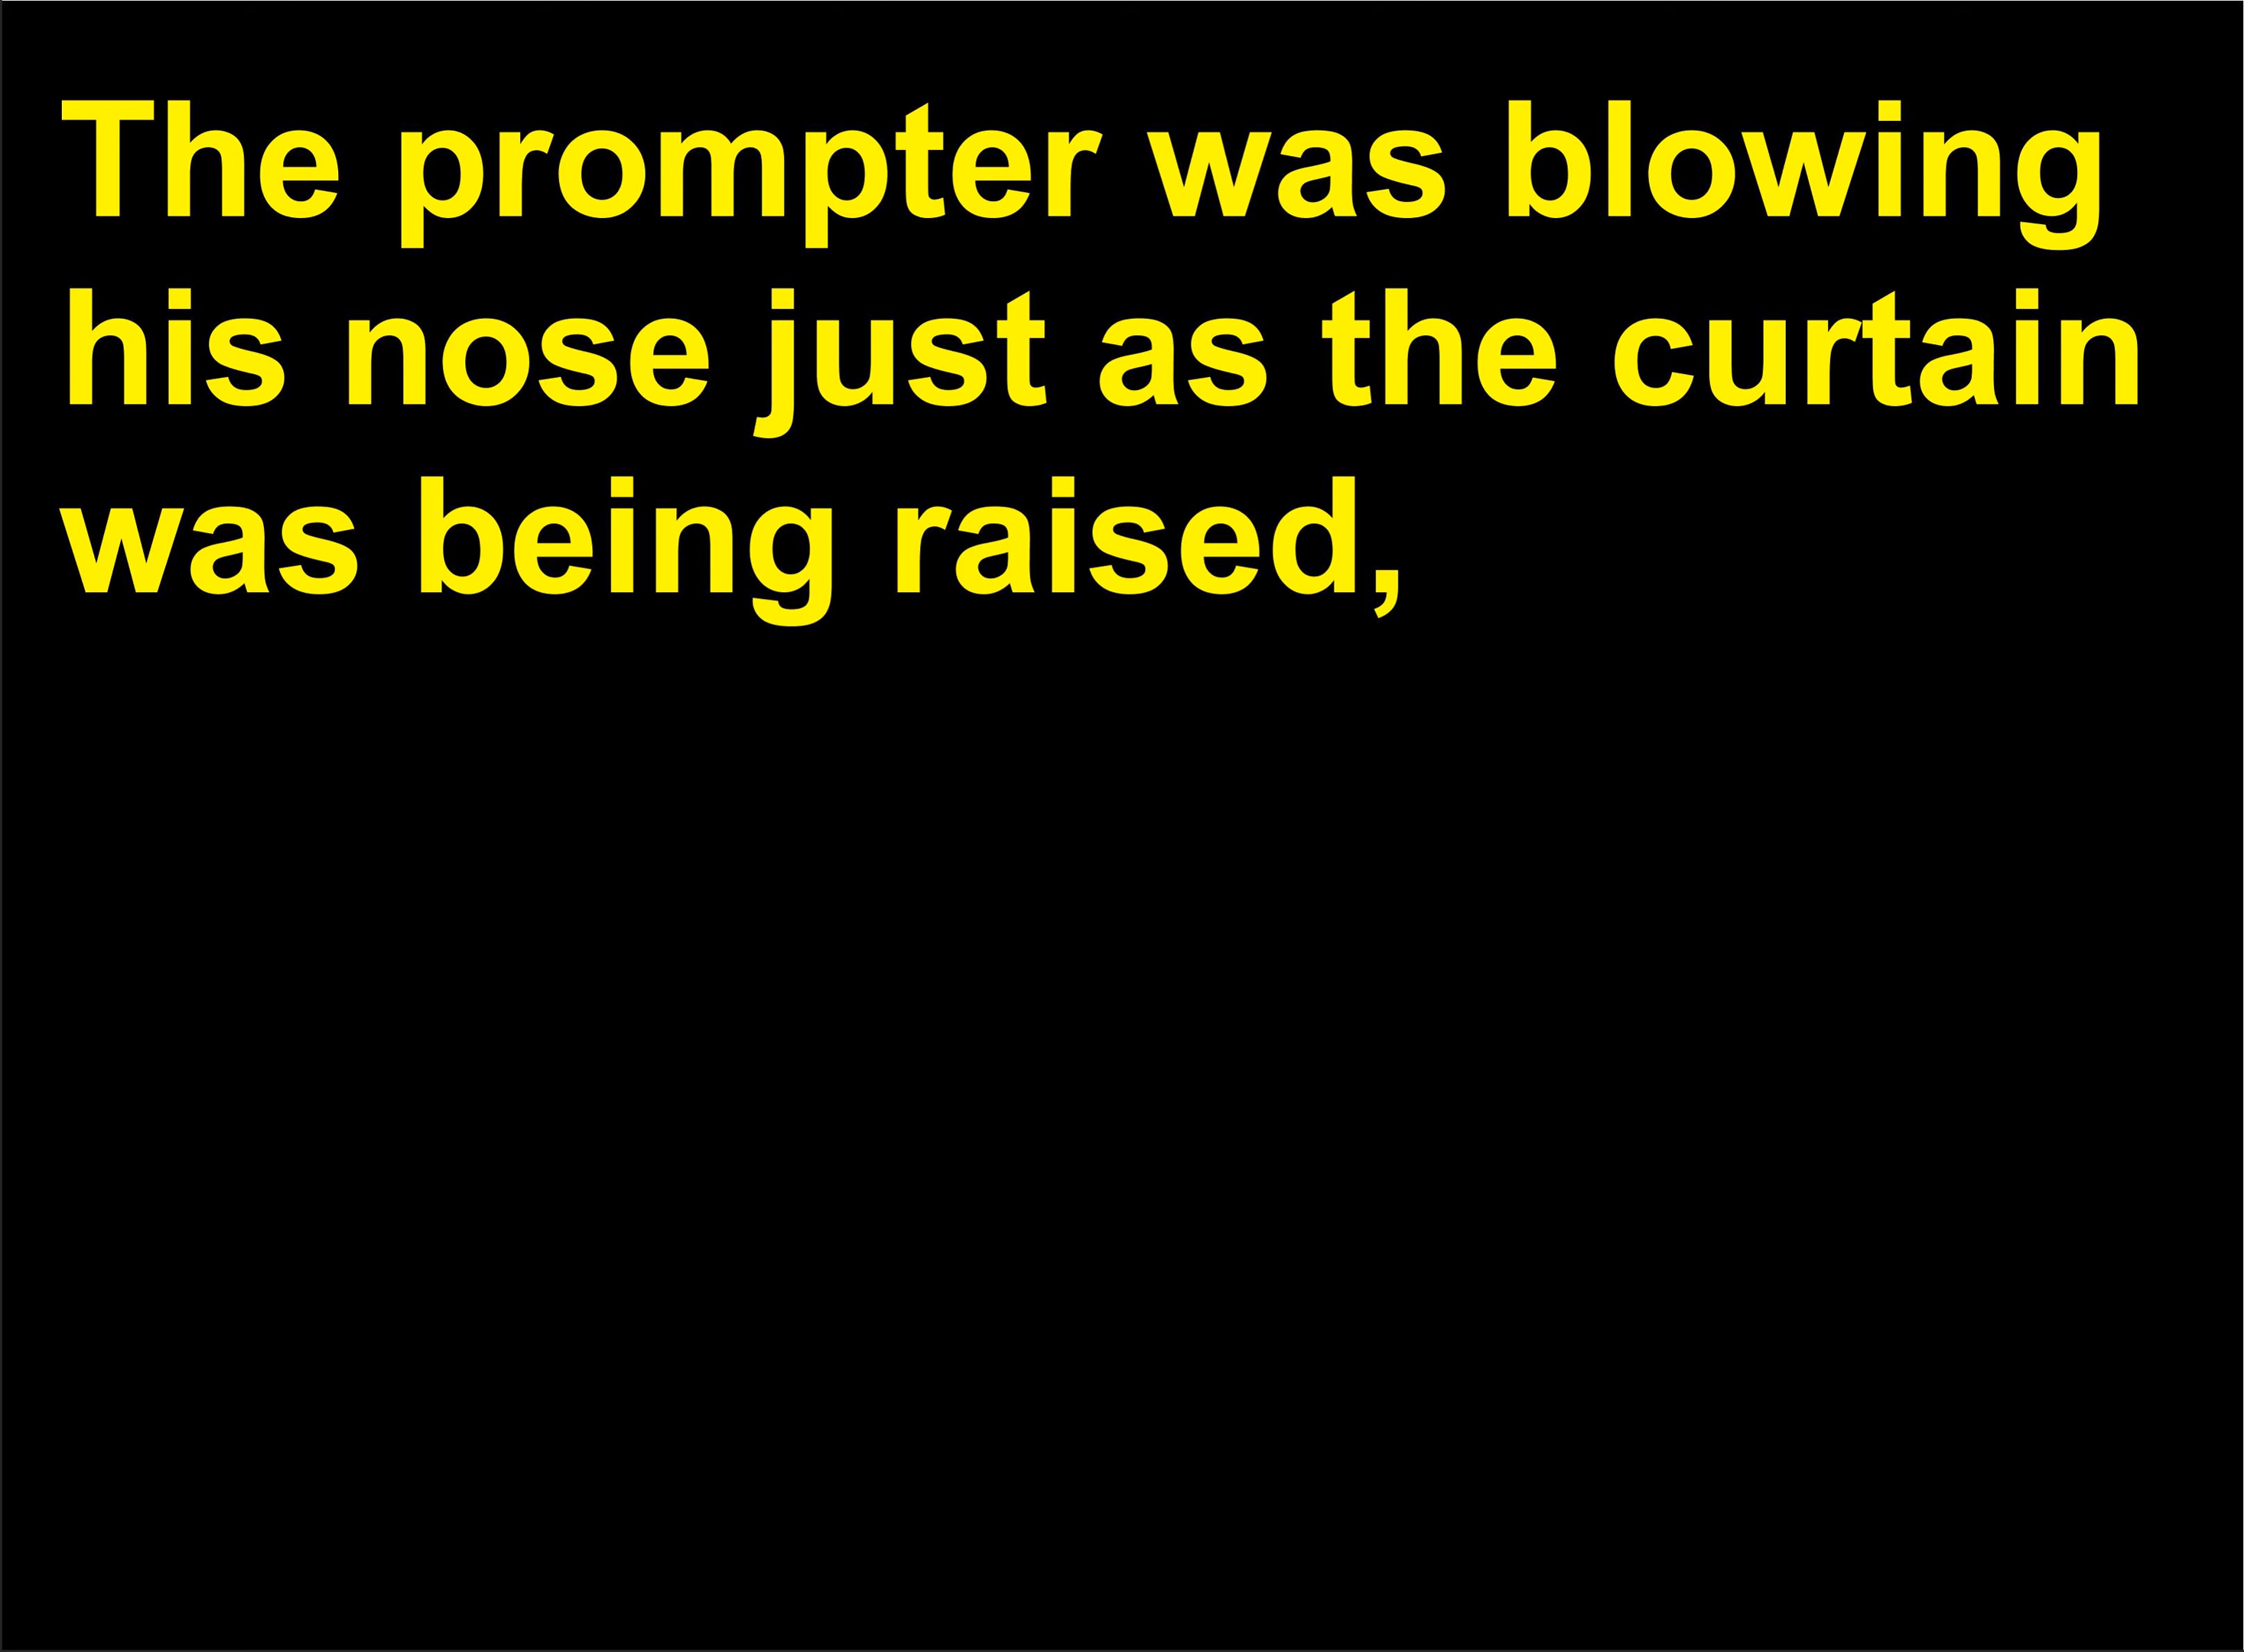 The prompter was blowing
his nose just as the curtain
was being raised,